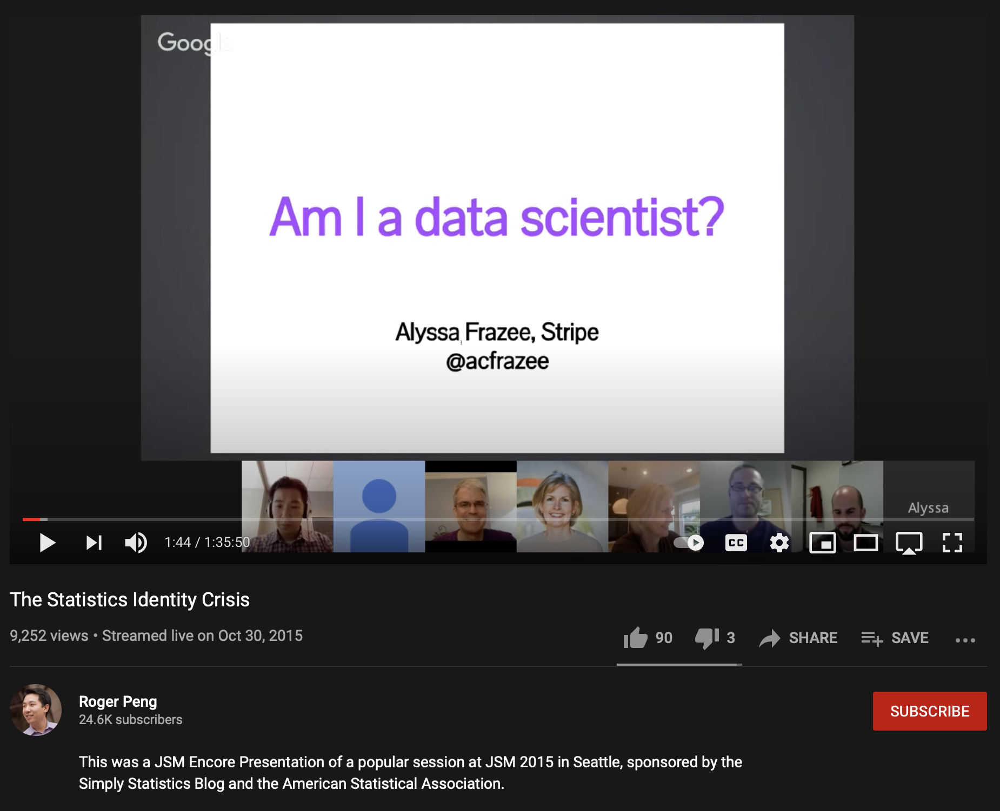 Google
Am I a data scientist?
Alyssa Frazee, Stripe
@acfrazee
Alyssa
1:44 / 1:35:50
CC
The Statistics Identity Crisis
9,252 views • Streamed live on Oct 30, 2015
90 3 SHARE SAVE
Roger Peng
24.6K subscribers
SUBSCRIBE
This was a JSM Encore Presentation of a popular session at JSM 2015 in Seattle, sponsored by the
Simply Statistics Blog and the American Statistical Association.